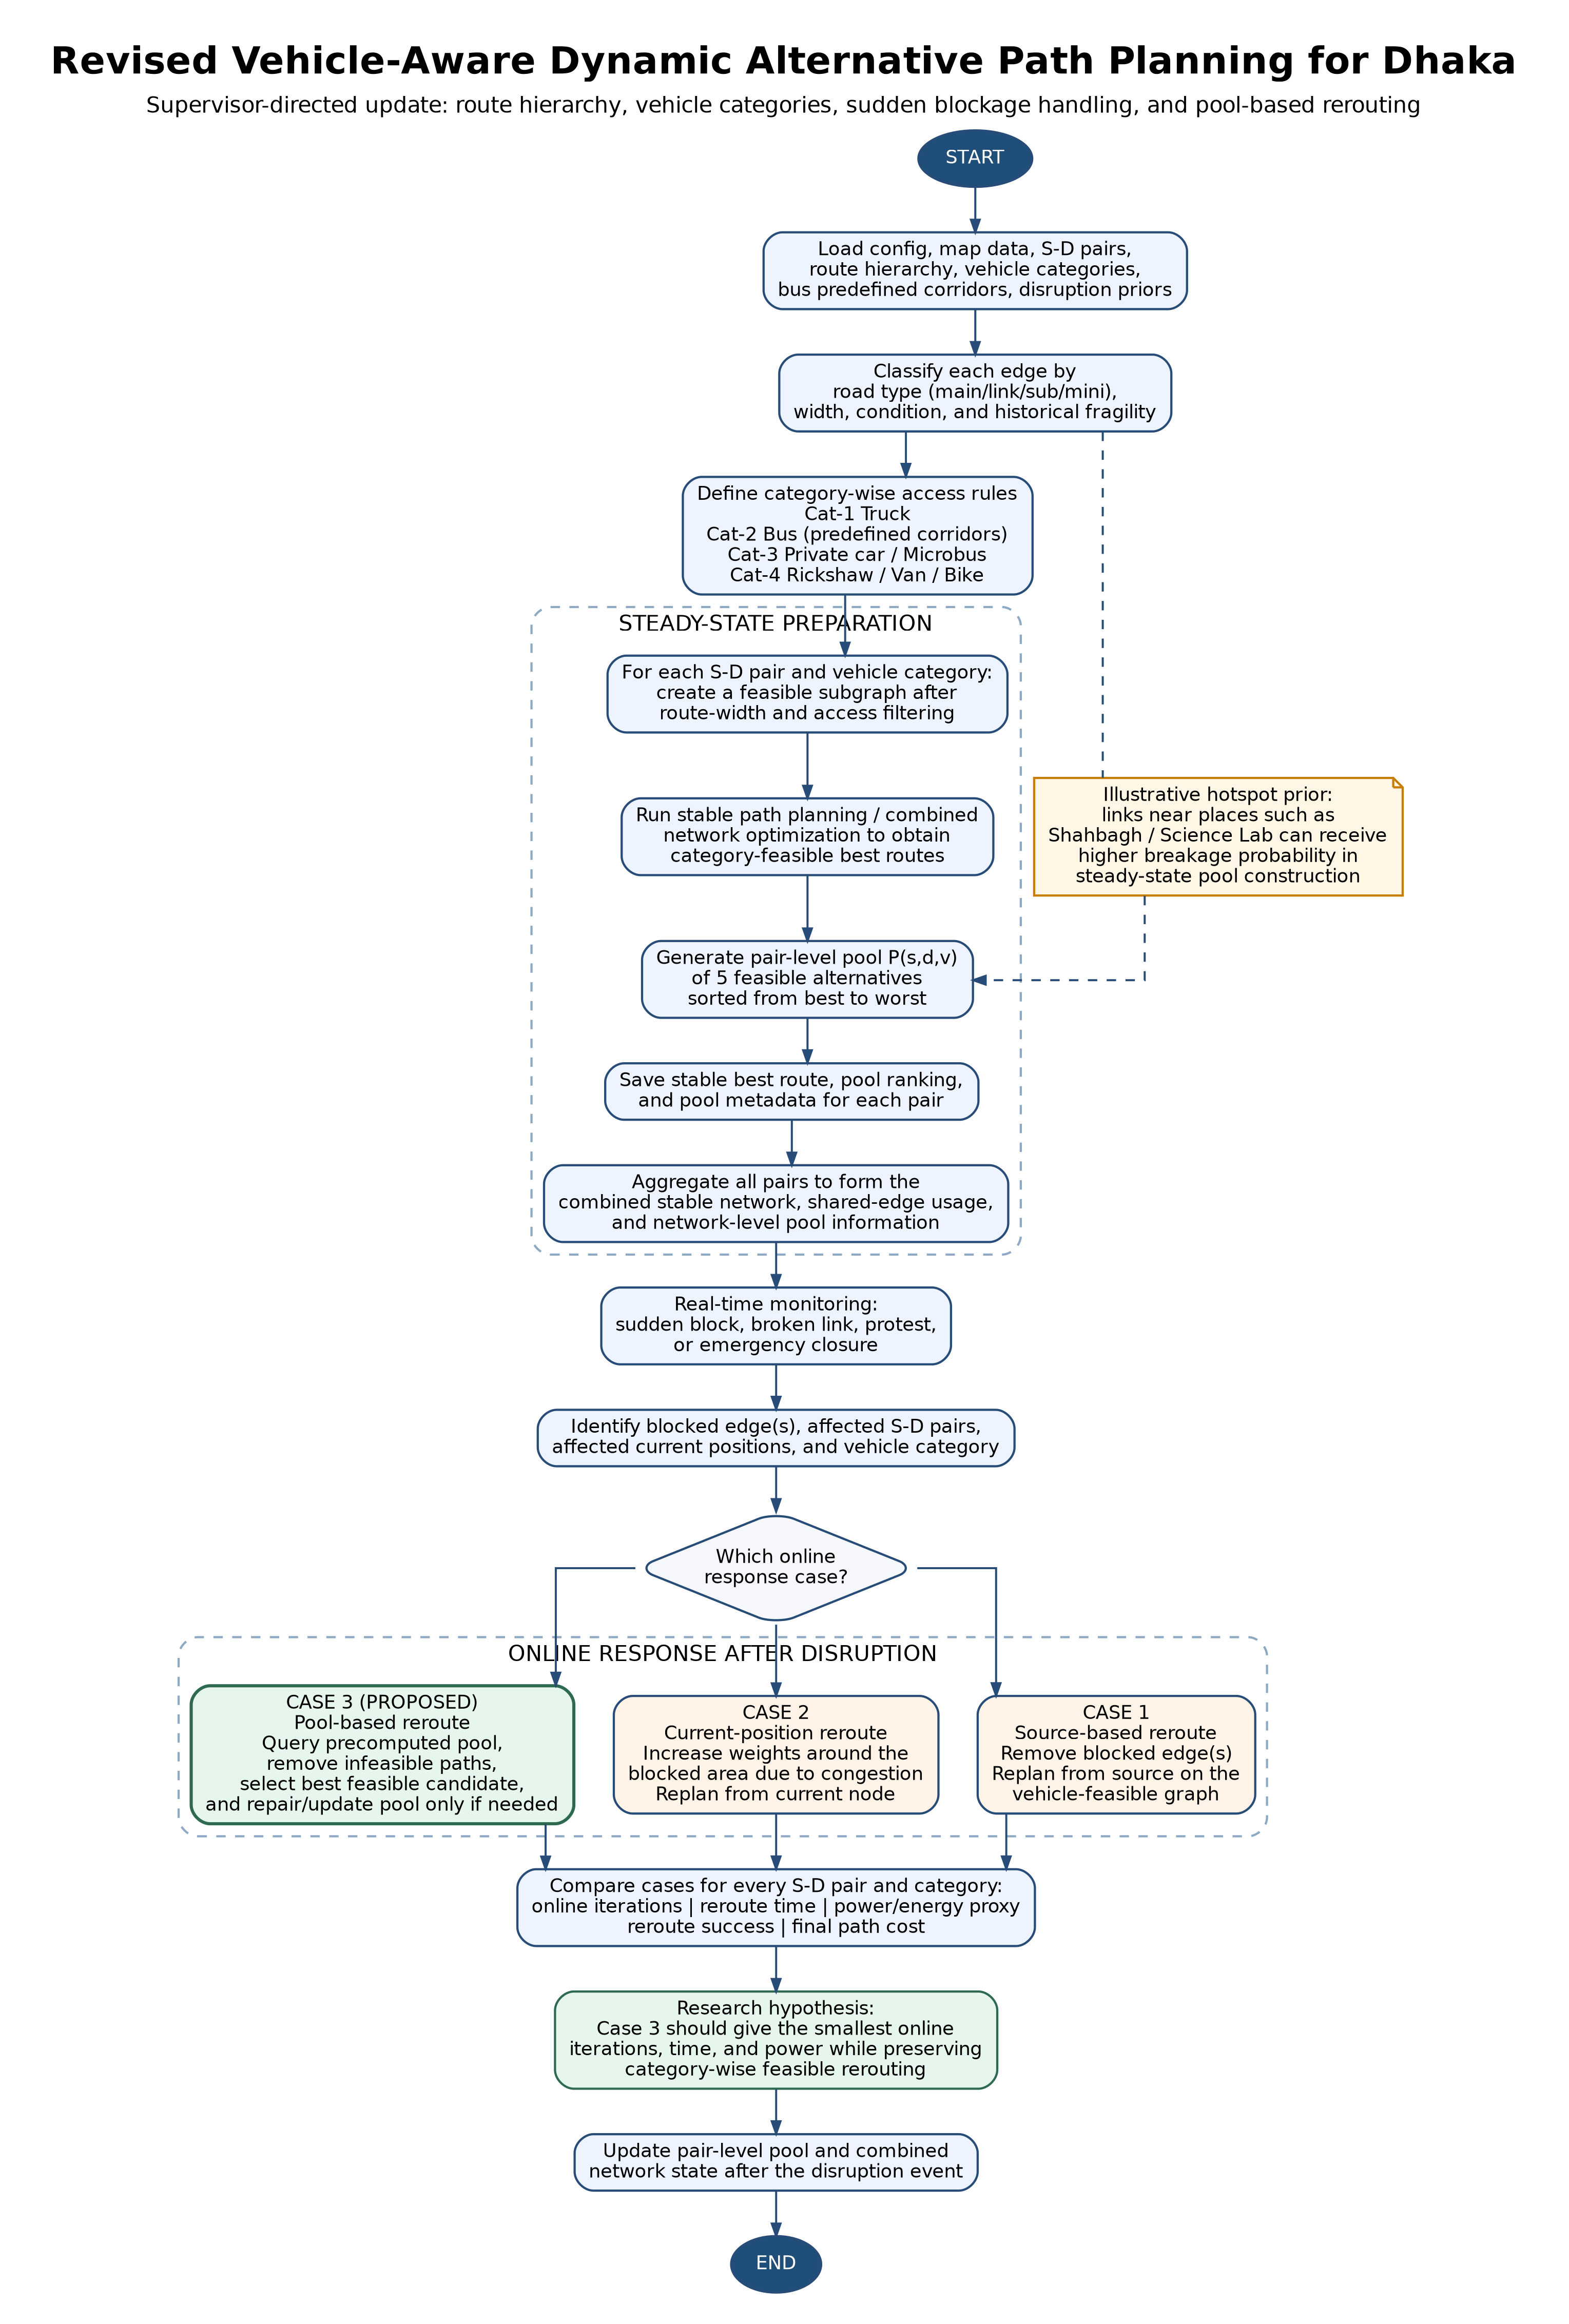 Revised Vehicle-Aware Dynamic Alternative Path Planning for Dhaka
Supervisor-directed update: route hierarchy, vehicle categories, sudden blockage handling, and pool-based rerouting
START
Load config, map data, S-D pairs,
route hierarchy, vehicle categories,
bus predefined corridors, disruption priors
Classify each edge by
road type (main/link/sub/mini),
width, condition, and historical fragility
Define category-wise access rules
Cat-1 Truck
Cat-2 Bus (predefined corridors)
Cat-3 Private car / Microbus
Cat-4 Rickshaw / Van / Bike
STEADY-STATE PREPARATION
For each S-D pair and vehicle category:
create a feasible subgraph after
route-width and access filtering
Run stable path planning / combined
network optimization to obtain
category-feasible best routes
Illustrative hotspot prior:
links near places such as
Shahbagh / Science Lab can receive
higher breakage probability in
steady-state pool construction
Generate pair-level pool P(s,d,v)
of 5 feasible alternatives
sorted from best to worst
Save stable best route, pool ranking,
and pool metadata for each pair
Aggregate all pairs to form the
combined stable network, shared-edge usage,
and network-level pool information
Real-time monitoring:
sudden block, broken link, protest,
or emergency closure
Identify blocked edge(s), affected S-D pairs,
affected current positions, and vehicle category
Which online
response case?
ONLINE RESPONSE AFTER DISRUPTION
CASE 3 (PROPOSED)
Pool-based reroute
Query precomputed pool,
remove infeasible paths,
select best feasible candidate,
and repair/update pool only if needed
CASE 2
Current-position reroute
Increase weights around the
blocked area due to congestion
Replan from current node
CASE 1
Source-based reroute
Remove blocked edge(s)
Replan from source on the
vehicle-feasible graph
Compare cases for every S-D pair and category:
online iterations | reroute time | power/energy proxy
reroute success | final path cost
Research hypothesis:
Case 3 should give the smallest online
iterations, time, and power while preserving
category-wise feasible rerouting
Update pair-level pool and combined
network state after the disruption event
END